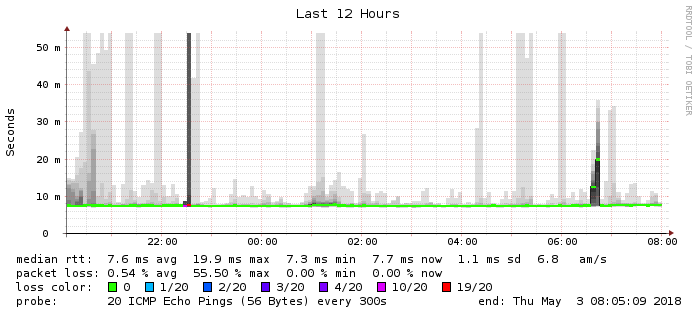 Last 12 Hours
RRDTOOL / TOBI OETIKER
Seconds
50 m
40 m
30 m
20 m
10 m
0
22:00 00:00 02:00 04:00 06:00 08:00
median rtt: 7.6 ms avg 19.9 ms max 7.3 ms min 7.7 ms now 1.1 ms sd 6.8 am/s
packet loss: 0.54 % avg 55.50 % max 0.00 % min 0.00 % now
loss color: 0 1/20 2/20 3/20 4/20 10/20 19/20
probe: 20 ICMP Echo Pings (56 Bytes) every 300s end: Thu May 3 08:05:09 2018